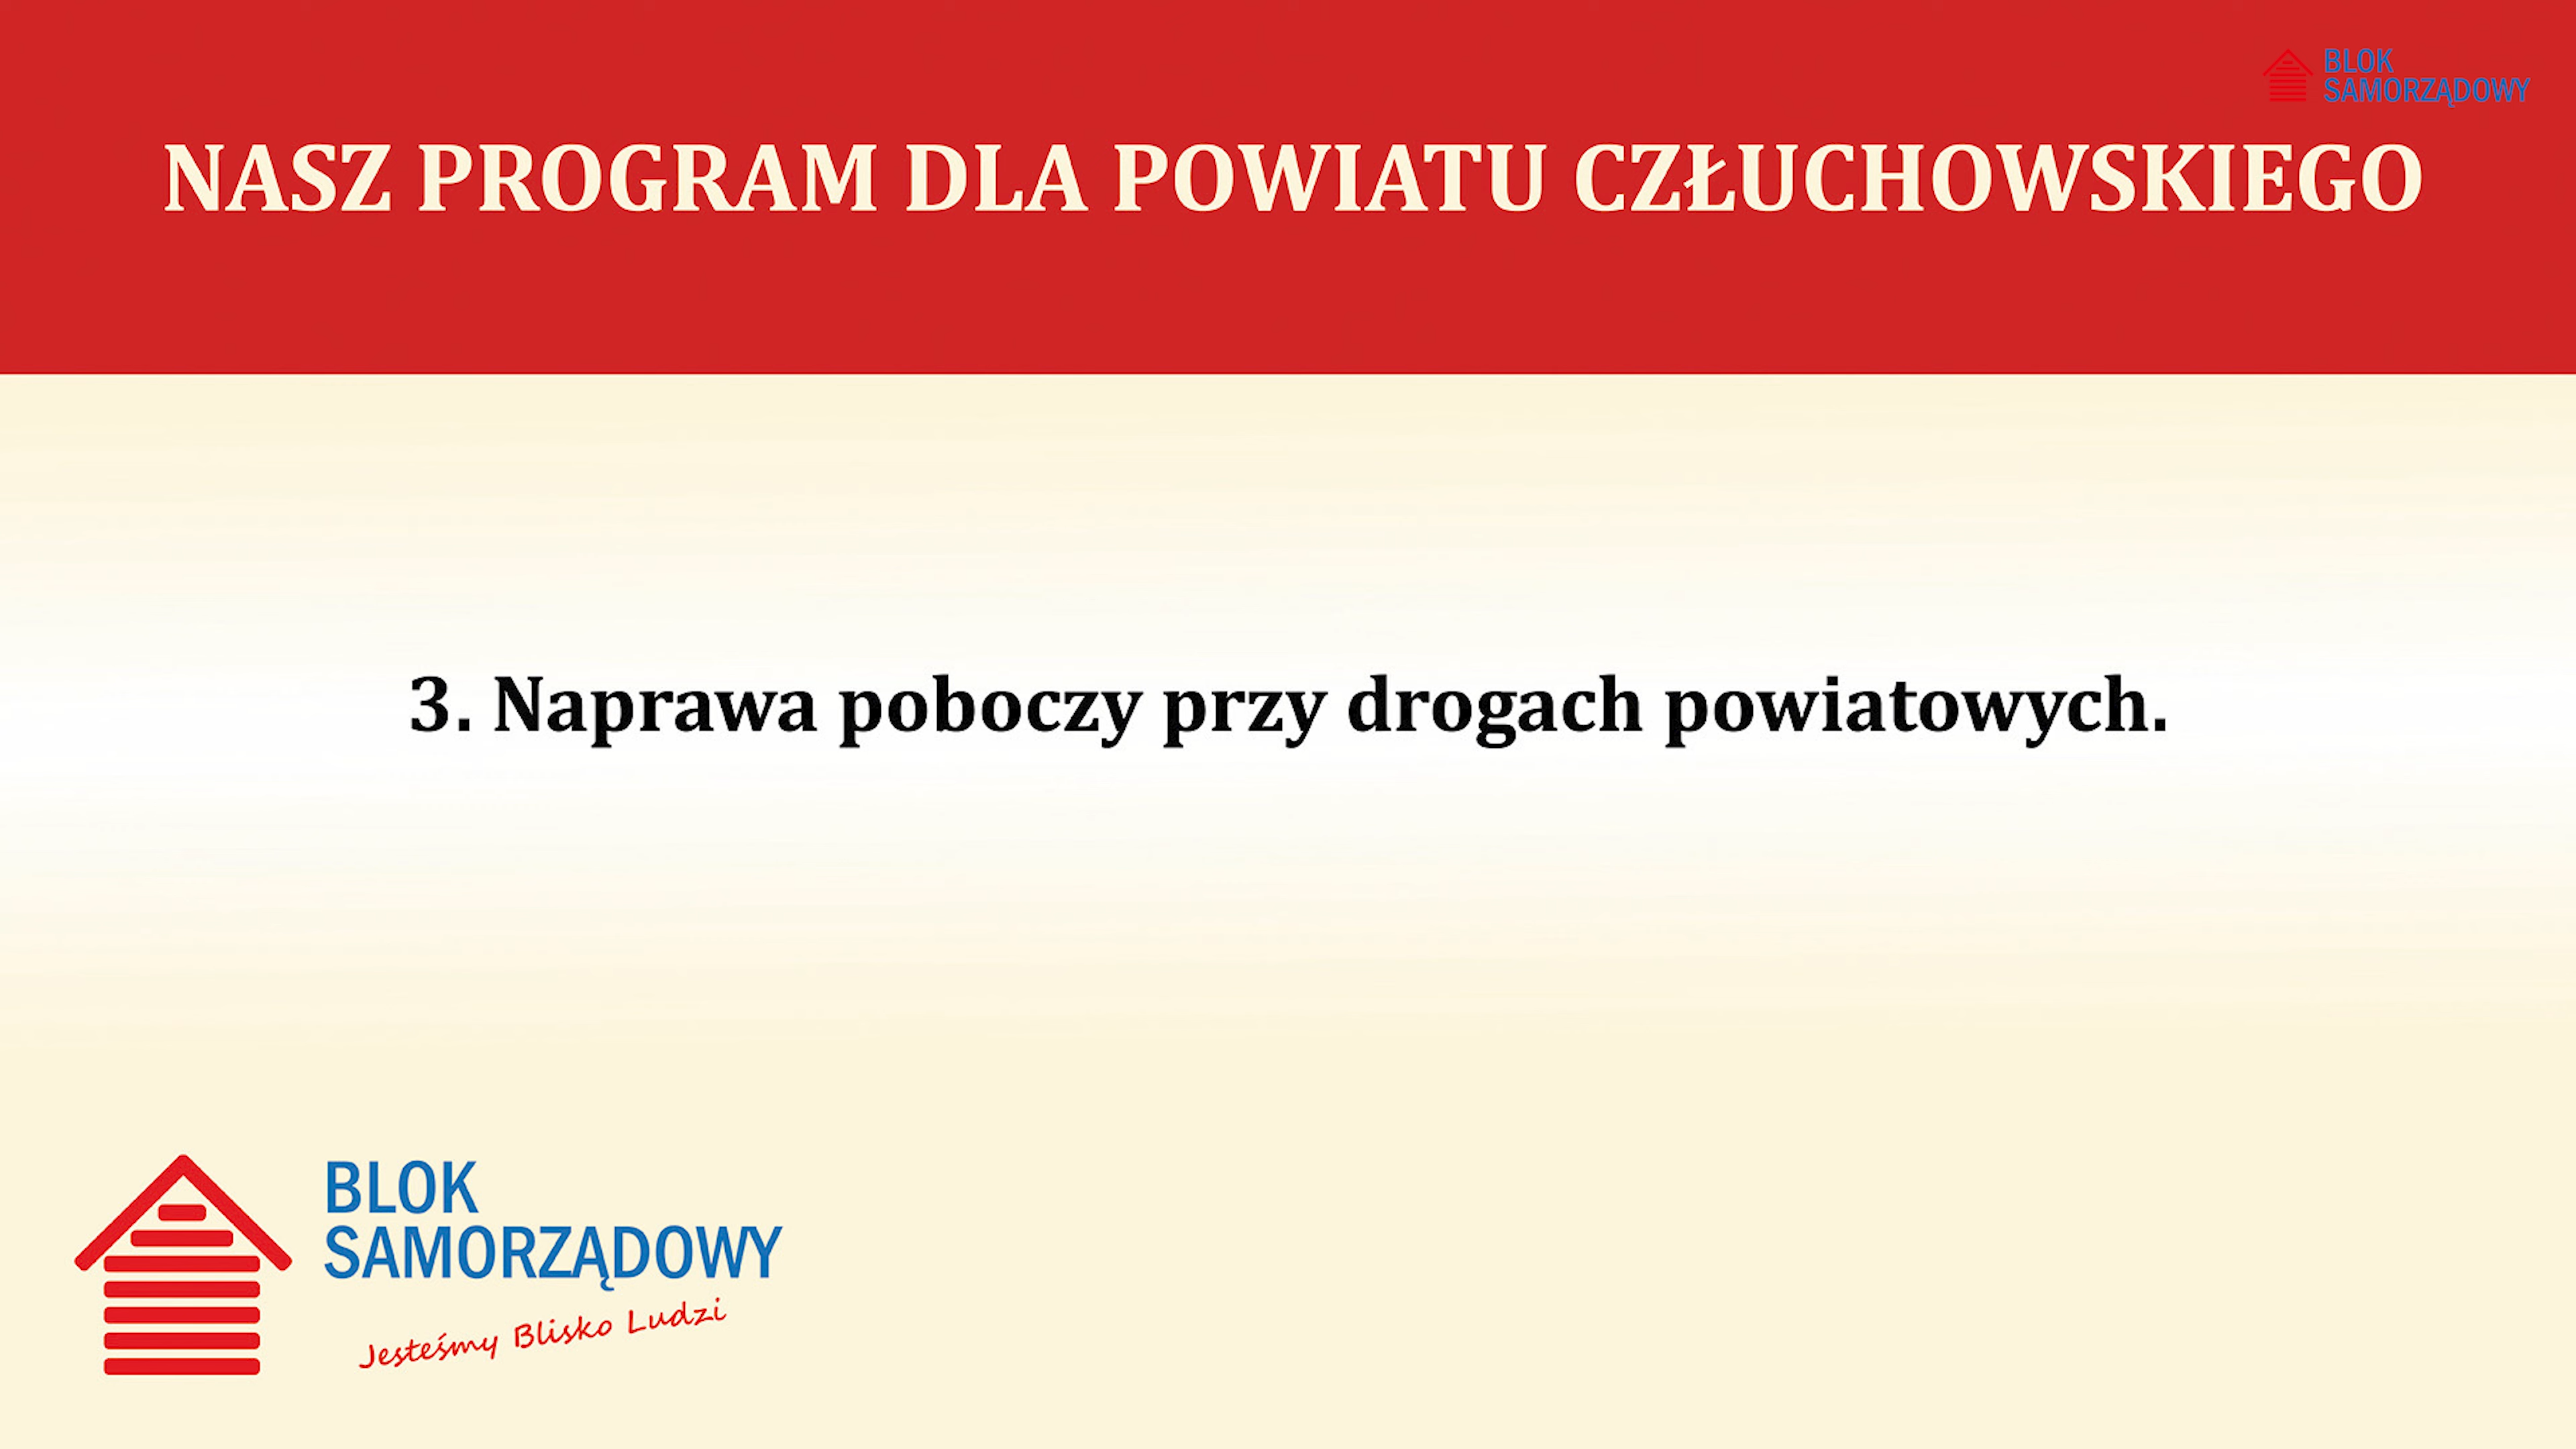 BLOK
SAMORZĄDOWY
NASZ PROGRAM DLA POWIATU CZŁUCHOWSKIEGO
3. Naprawa poboczy przy drogach powiatowych.
BLOK
SAMORZĄDOWY
Jesteśmy Blisko Ludzi